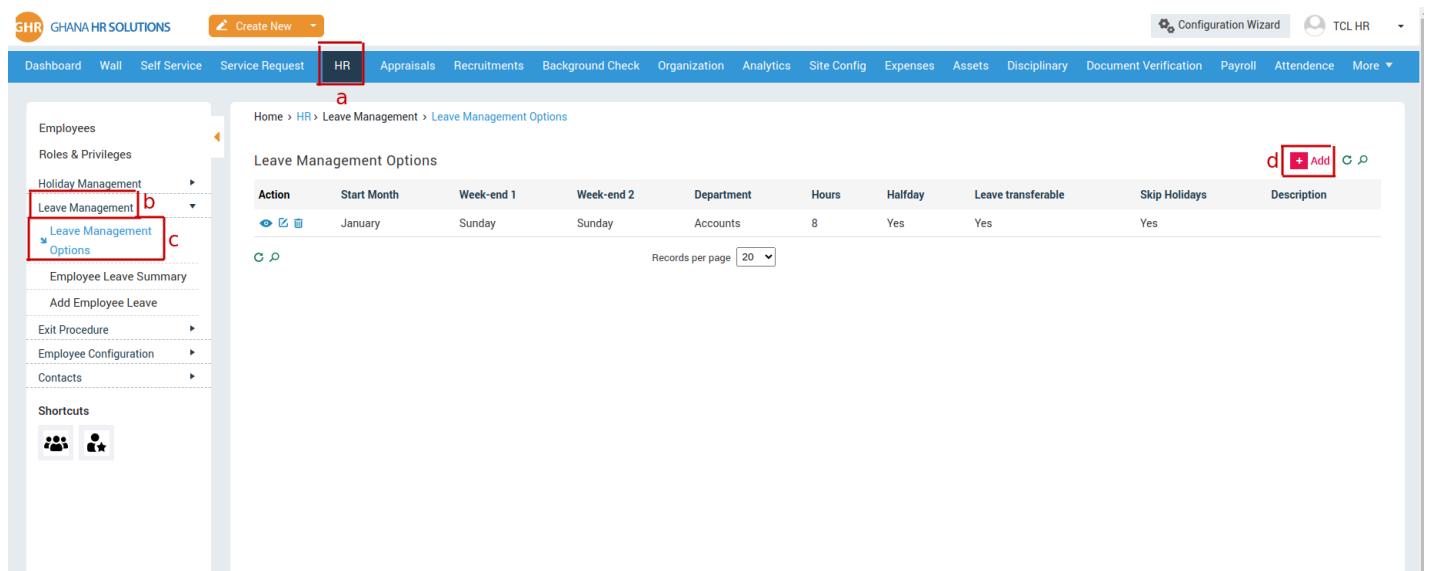 GHR GHANA HR SOLUTIONS Create New Configuration Wizard TCL HR
Dashboard Wall Self Service Service Request HR Appraisals Recruitments Background Check Organization Analytics Site Config Expenses Assets Disciplinary Document Verification Payroll Attendence More
a
Home › HR › Leave Management › Leave Management Options
Employees
Roles & Privileges
Holiday Management
Leave Management b
Leave Management
Options
c
Employee Leave Summary
Add Employee Leave
Exit Procedure
Employee Configuration
Contacts
Shortcuts
Leave Management Options d + Add
Action Start Month Week-end 1 Week-end 2 Department Hours Halfday Leave transferable Skip Holidays Description
January Sunday Sunday Accounts 8 Yes Yes Yes
Records per page 20